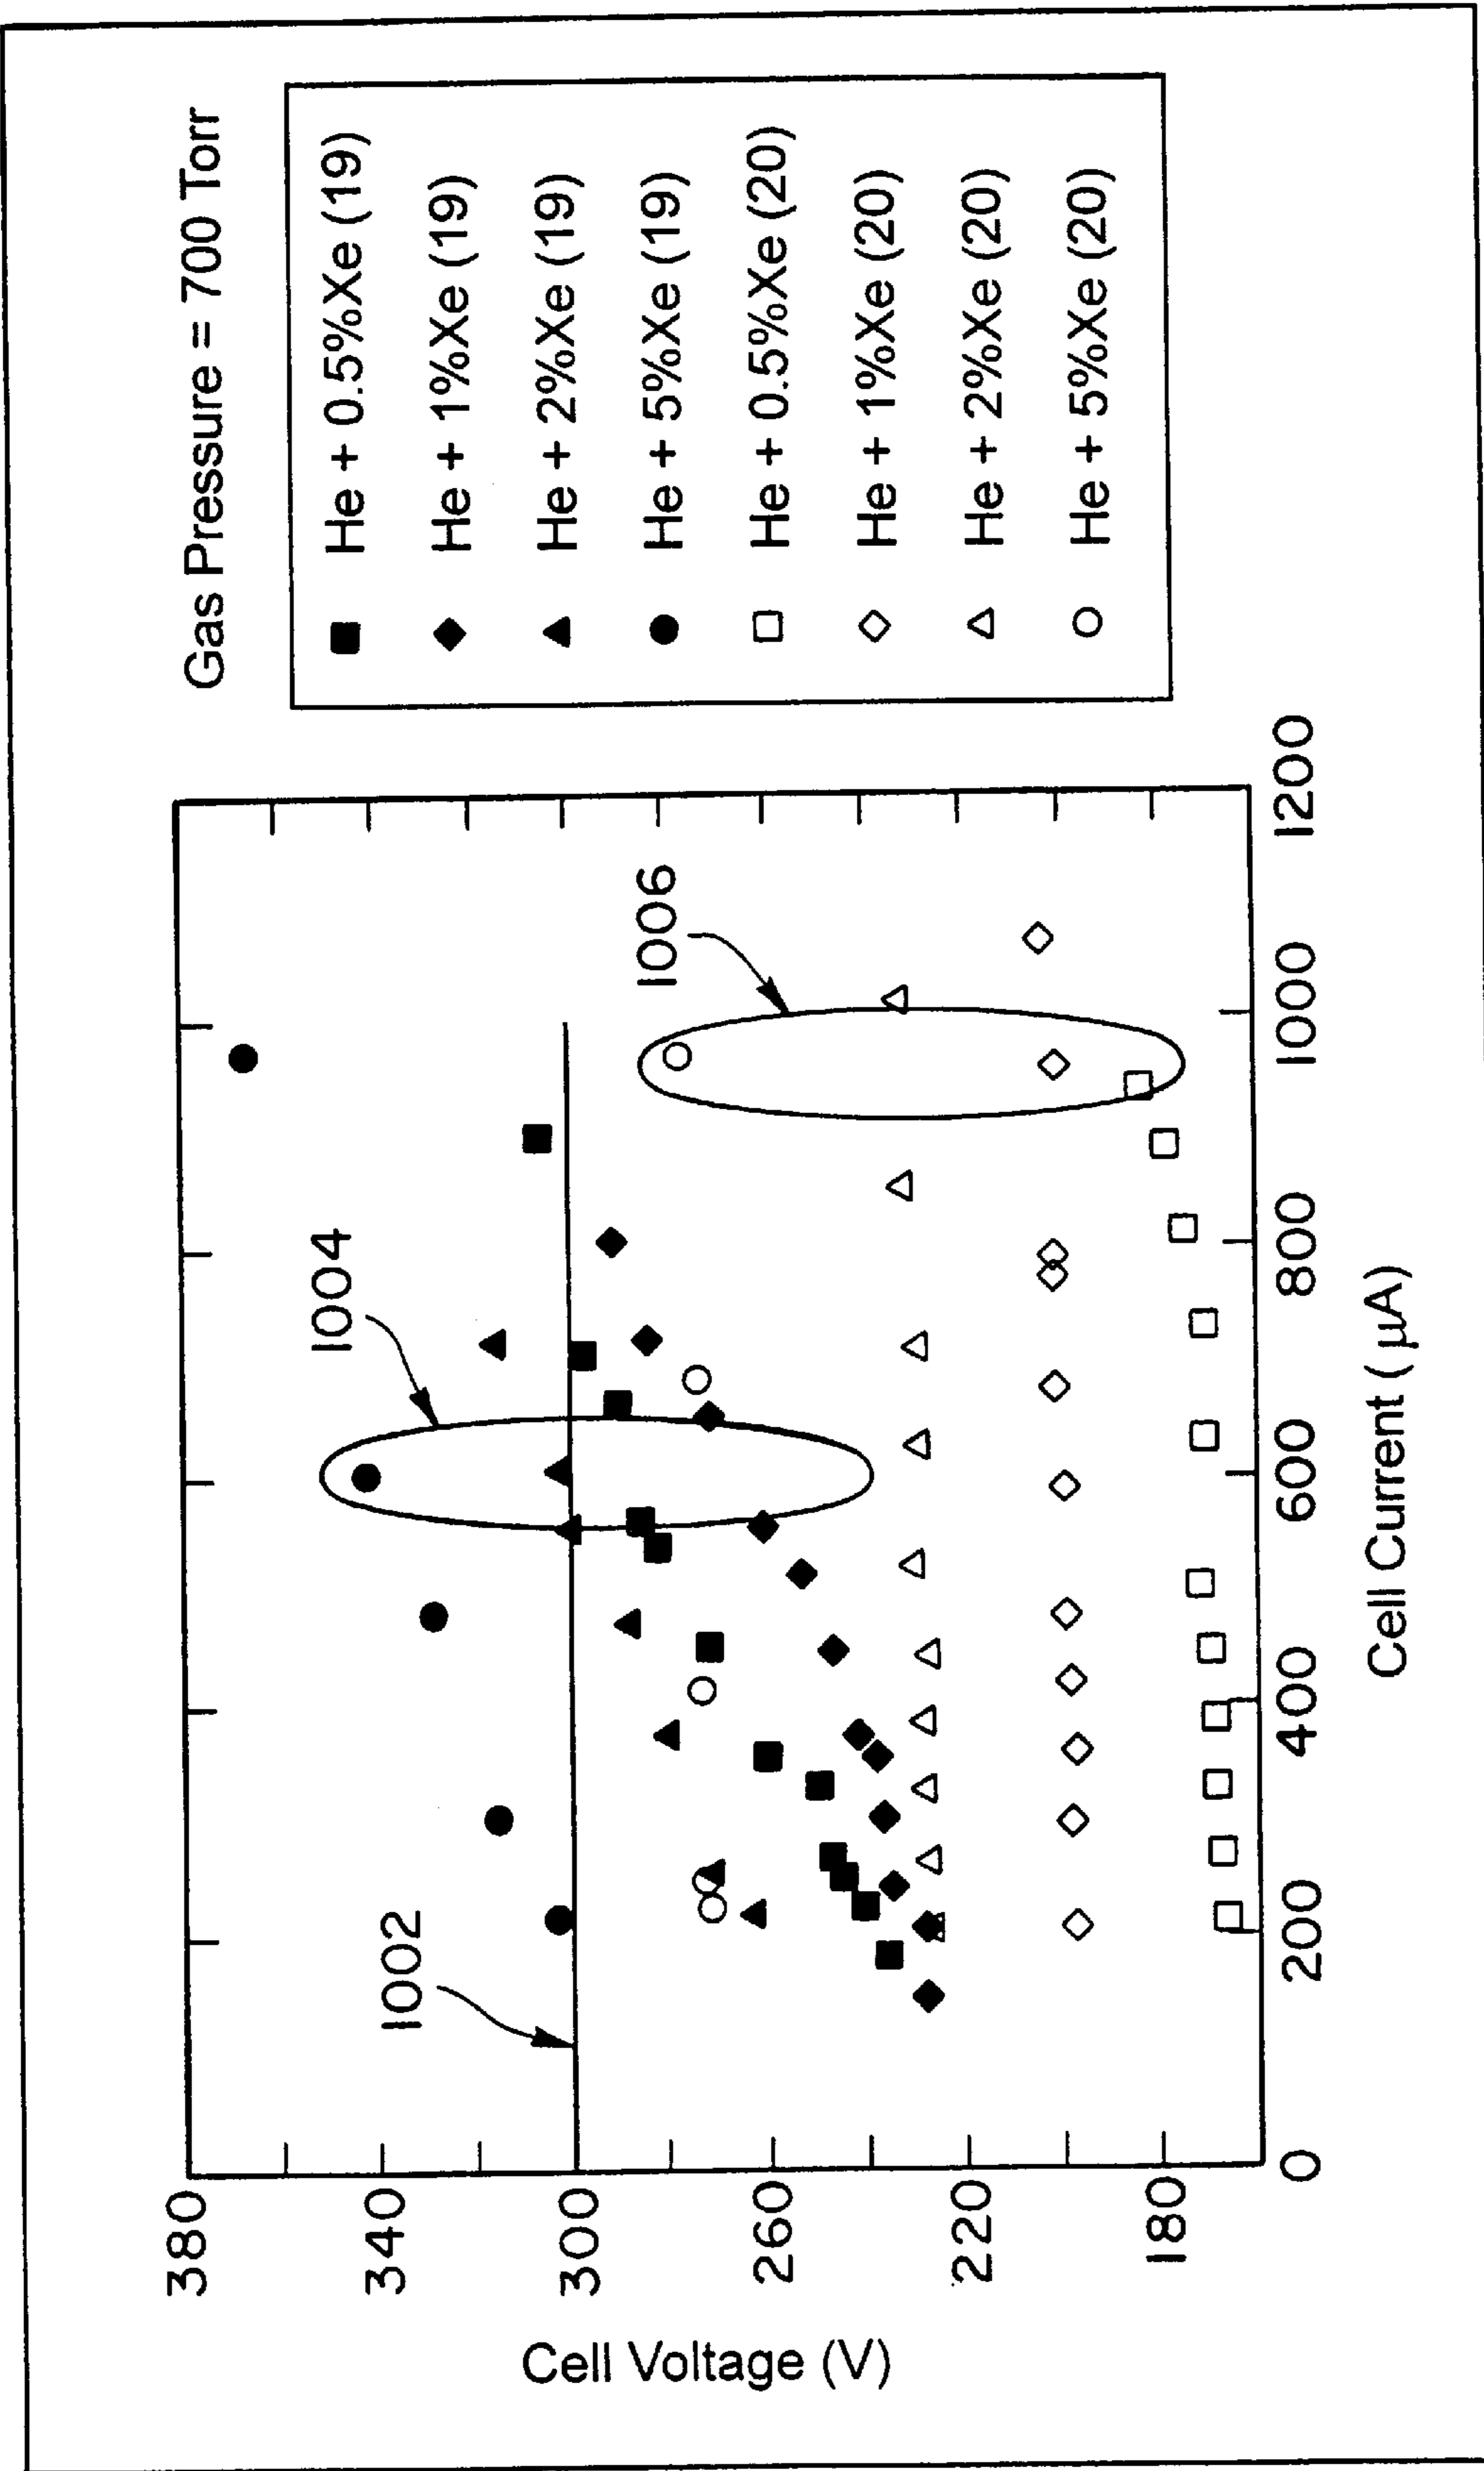 Gas Pressure = 700 Torr
He + 0.5%Xe (19)
He + 1%Xe (19)
He + 2%Xe (19)
He + 5%Xe (19)
He + 0.5%Xe (20)
He + 1%Xe (20)
He + 2%Xe (20)
He + 5%Xe (20)
Cell Voltage (V)
380
340
300
260
220
180
1002
1004
1006
0
200
400
600
800
1000
1200
Cell Current ( μA)